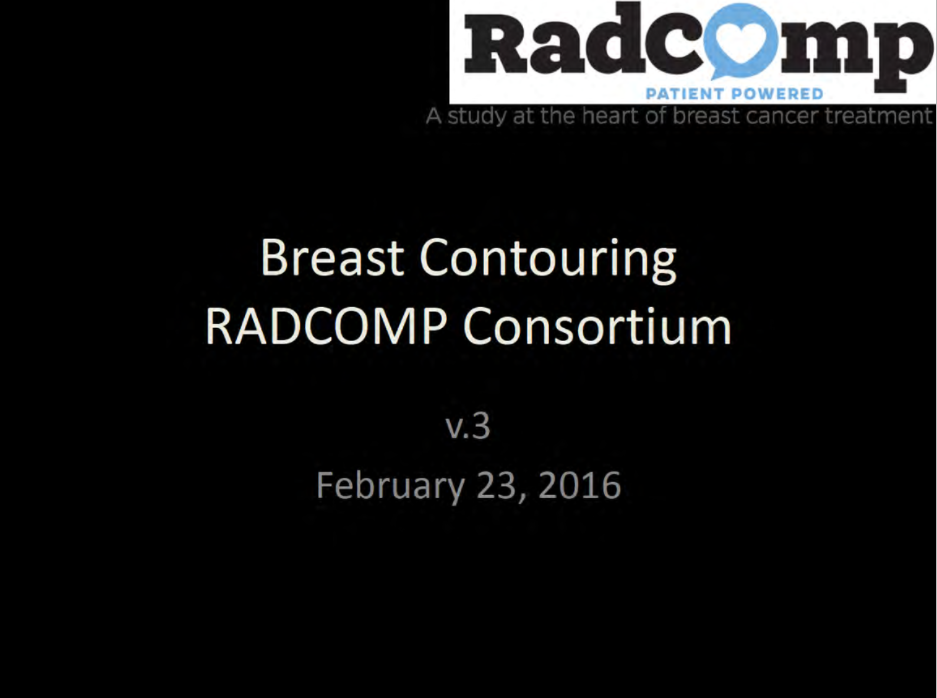 RadComp
PATIENT POWERED
A study at the heart of breast cancer treatment
Breast Contouring
RADCOMP Consortium
v.3
February 23, 2016